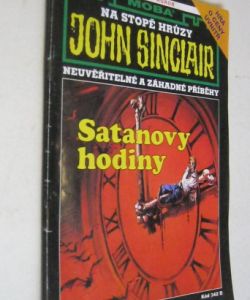 MOBA
NA STOPĚ HRŮZY
JOHN SINCLAIR
NEUVĚŘITELNÉ A ZÁHADNÉ PŘÍBĚHY
Satanovy
hodiny